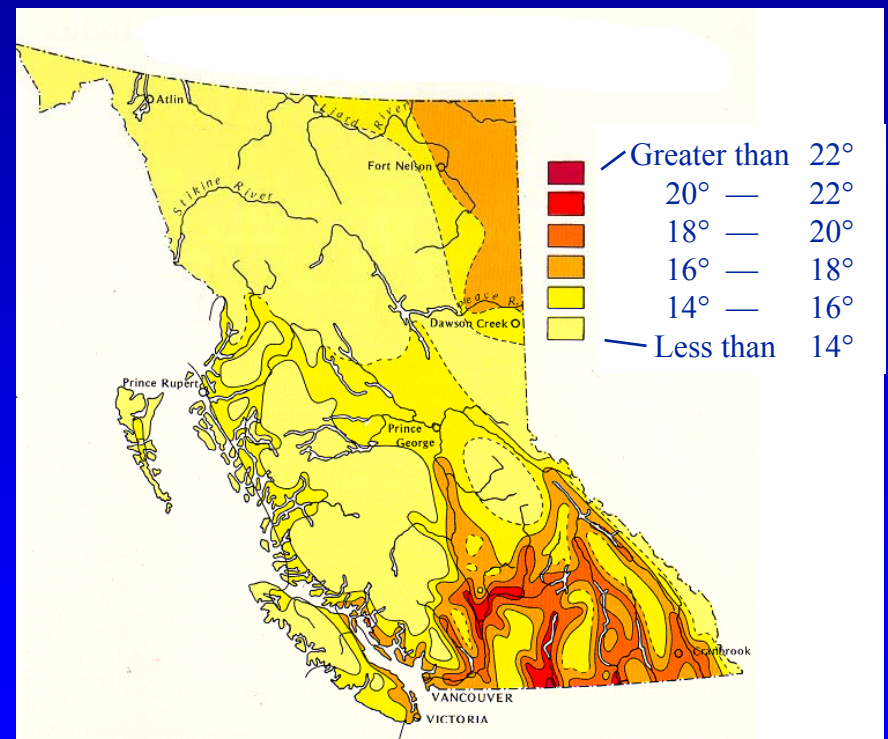 Atlin
Liard River
Fort Nelson
Stikine River
Greater than 22°
20° — 22°
18° — 20°
16° — 18°
14° — 16°
Less than 14°
Peace R.
Dawson Creek
Prince Rupert
Prince
George
Cranbrook
VANCOUVER
VICTORIA